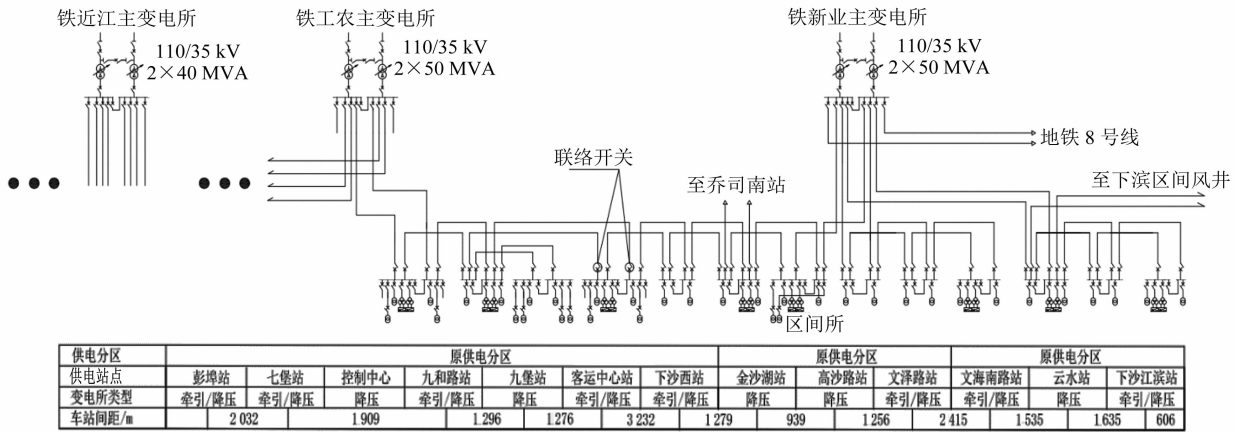 铁近江主变电所 铁工农主变电所 铁新业主变电所
110/35 kV 110/35 kV 110/35 kV
2×40 MVA 2×50 MVA 2×50 MVA
地铁 8 号线
联络开关
至乔司南站 至下滨区间风井
区间所
供电分区 原供电分区 原供电分区 原供电分区
供电站点 彭埠站 七堡站 控制中心 九和路站 九堡站 客运中心站 下沙西站 金沙湖站 高沙路站 文泽路站 文海南路站 云水站 下沙江滨站
变电所类型 牵引/降压 牵引/降压 降压 牵引/降压 降压 牵引/降压 牵引/降压 降压 降压 牵引/降压 牵引/降压 降压 牵引/降压
车站间距/m 2 032 1.909 1.296 1.276 3 232 1 279 939 1 256 2 415 1-535 1.635 606